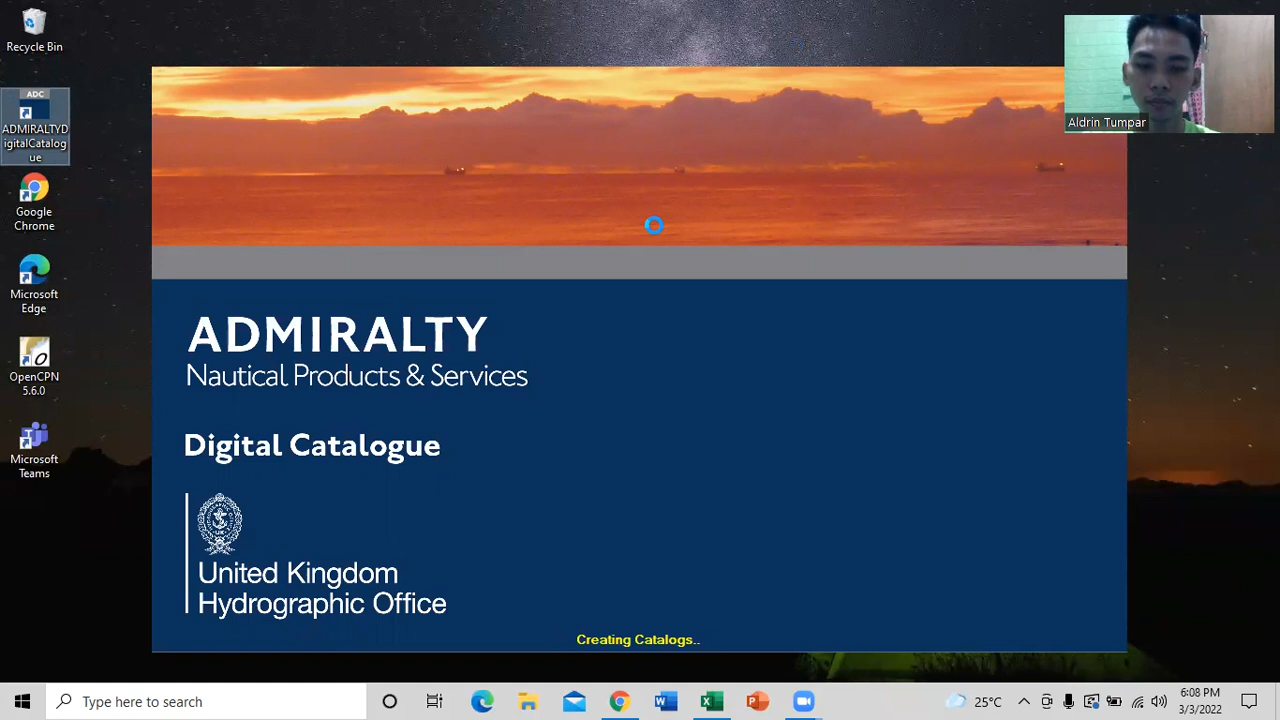 Recycle Bin
ADC
ADMIRALTYD
igitalCatalog
ue
Google
Chrome
Microsoft
Edge
OpenCPN
5.6.0
Microsoft
Teams
Aldrin Tumpar
ADMIRALTY
Nautical Products & Services
Digital Catalogue
United Kingdom
Hydrographic Office
Creating Catalogs..
Type here to search
25°C
6:08 PM
3/3/2022